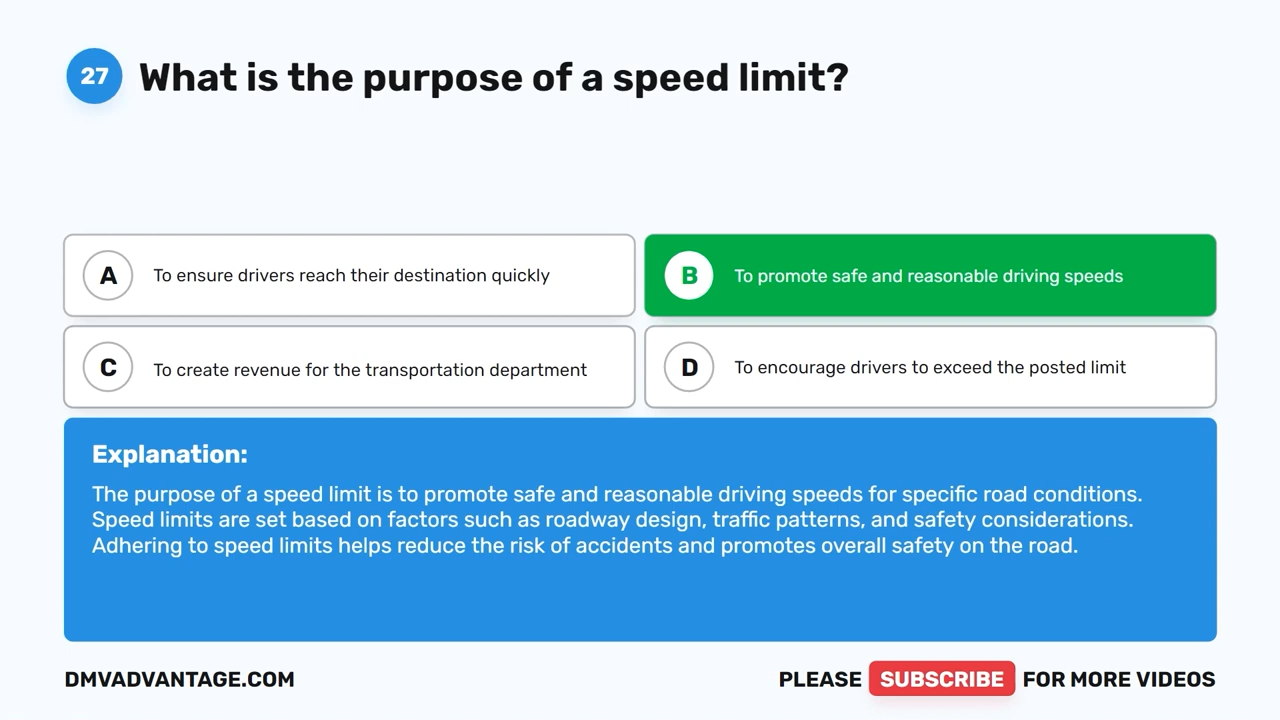 27 What is the purpose of a speed limit?
A To ensure drivers reach their destination quickly
B To promote safe and reasonable driving speeds
C To create revenue for the transportation department
D To encourage drivers to exceed the posted limit
Explanation:
The purpose of a speed limit is to promote safe and reasonable driving speeds for specific road conditions.
Speed limits are set based on factors such as roadway design, traffic patterns, and safety considerations.
Adhering to speed limits helps reduce the risk of accidents and promotes overall safety on the road.
DMVADVANTAGE.COM
PLEASE SUBSCRIBE FOR MORE VIDEOS